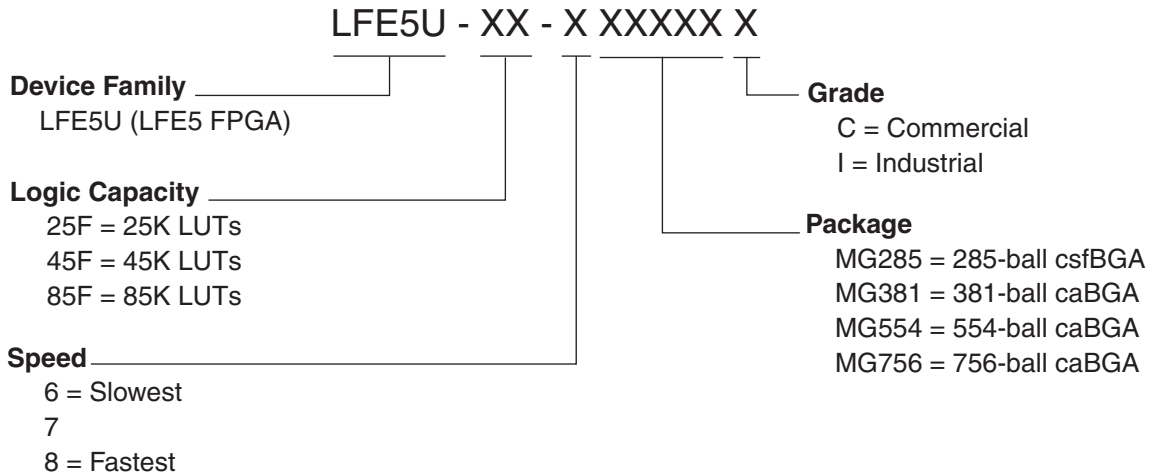 LFE5U - XX - X XXXXX X
Device Family
LFE5U (LFE5 FPGA)
Logic Capacity
25F = 25K LUTs
45F = 45K LUTs
85F = 85K LUTs
Speed
6 = Slowest
7
8 = Fastest
Grade
C = Commercial
I = Industrial
Package
MG285 = 285-ball csfBGA
MG381 = 381-ball caBGA
MG554 = 554-ball caBGA
MG756 = 756-ball caBGA